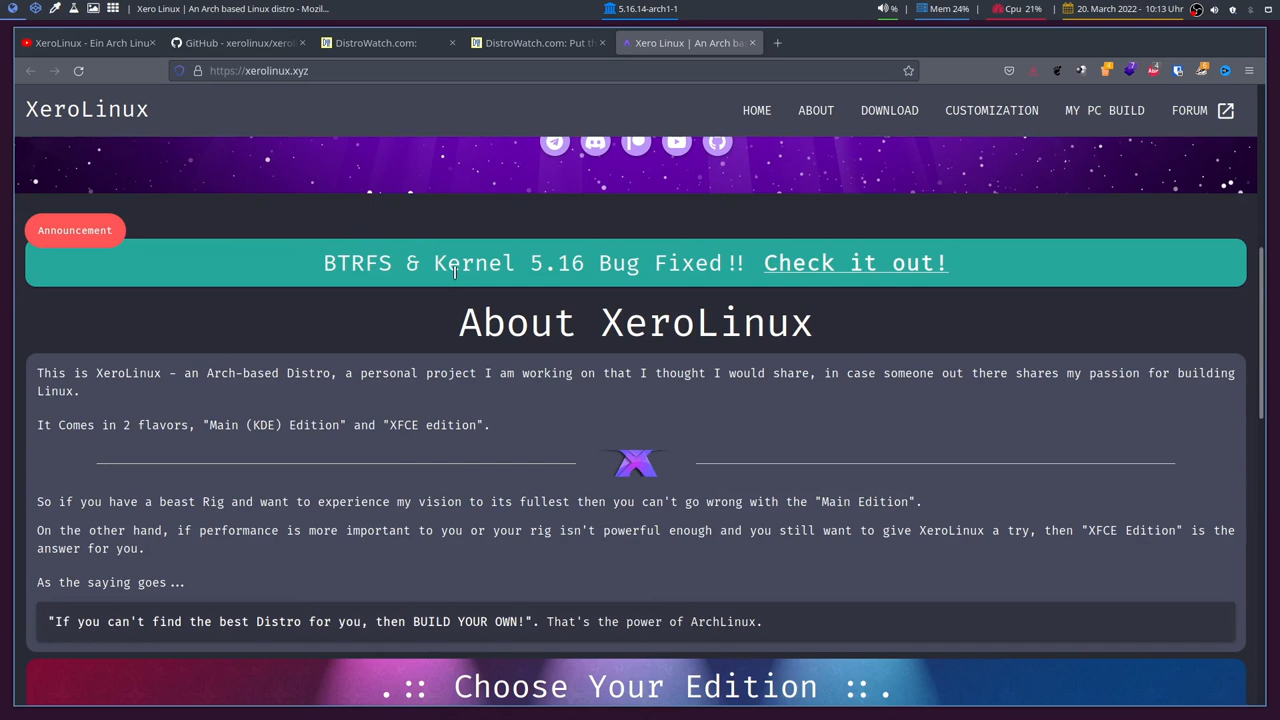 Xero Linux | An Arch based Linux distro - Mozil...
5.16.14-arch1-1
%
Mem 24%
Cpu 21%
20. March 2022 - 10:13 Uhr
XeroLinux - Ein Arch Linu
GitHub - xerolinux/xerol
DistroWatch.com:
DistroWatch.com: Put th
Xero Linux | An Arch ba
https://xerolinux.xyz
XeroLinux
HOME
ABOUT
DOWNLOAD
CUSTOMIZATION
MY PC BUILD
FORUM
Announcement
BTRFS & Kernel 5.16 Bug Fixed!! Check it out!
About XeroLinux
This is XeroLinux - an Arch-based Distro, a personal project I am working on that I thought I would share, in case someone out there shares my passion for building
Linux.
It Comes in 2 flavors, "Main (KDE) Edition" and "XFCE edition".
So if you have a beast Rig and want to experience my vision to its fullest then you can't go wrong with the "Main Edition".
On the other hand, if performance is more important to you or your rig isn't powerful enough and you still want to give XeroLinux a try, then "XFCE Edition" is the
answer for you.
As the saying goes...
"If you can't find the best Distro for you, then BUILD YOUR OWN!". That's the power of ArchLinux.
.:: Choose Your Edition ::.